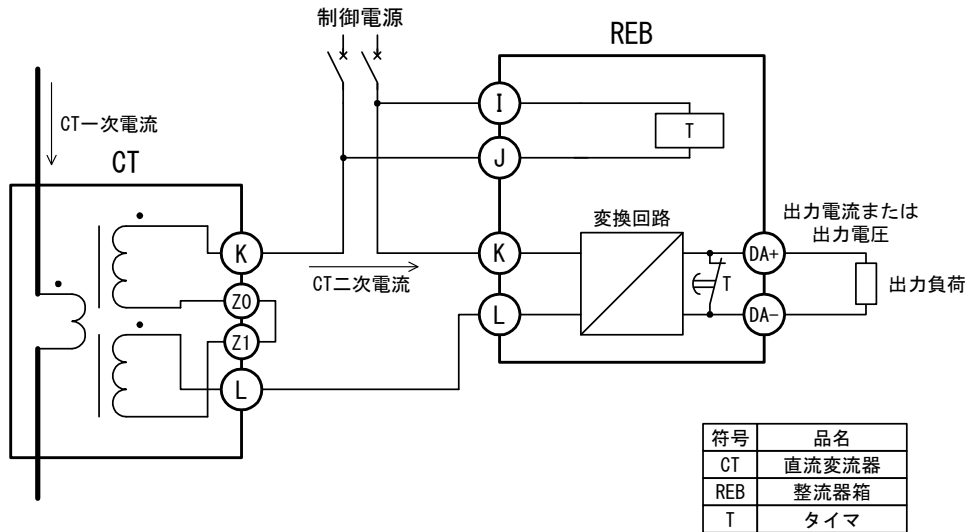 制御電源
REB
CT一次電流
CT
I
T
J
変換回路
出力電流または
出力電圧
K
K
DA+
T
出力負荷
CT二次電流
Z0
L
DA-
Z1
L
符号 品名
CT 直流変流器
REB 整流器箱
T タイマ